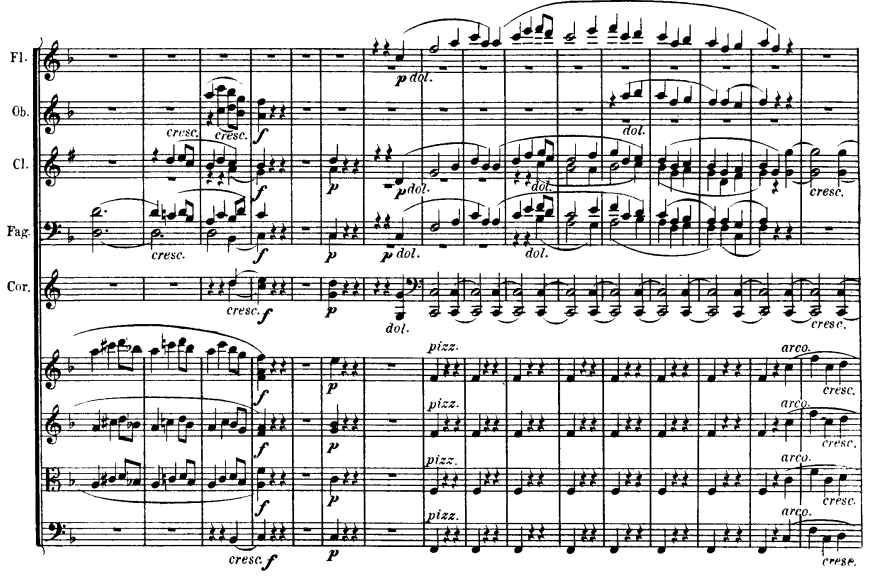 Fl. p dol.
Ob. cresc. cresc. f dol.
Cl. f p p dol. dol. cresc.
Fag. cresc. f p p dol. dol.
Cor. cresc. f p dol. cresc.
f p pizz. arco. cresc.
f p pizz. arco. cresc.
f p pizz. arco. cresc.
cresc. f p pizz. arco. cresc.